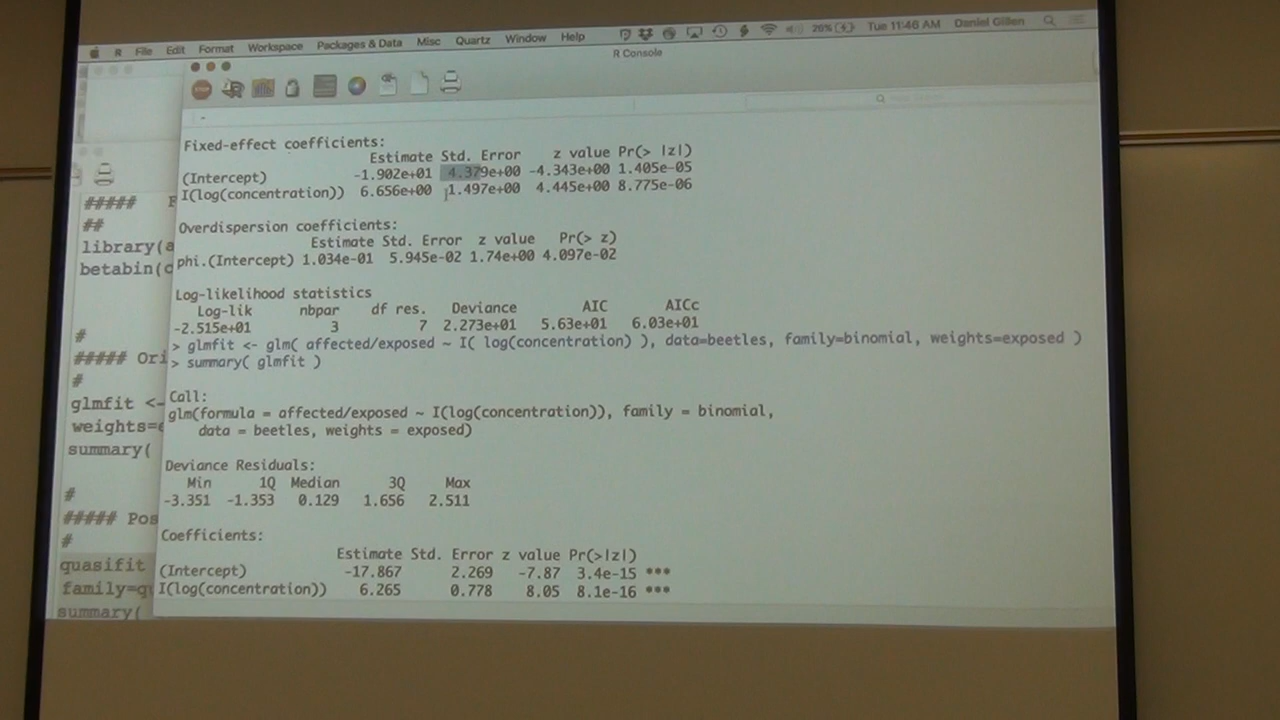 R File Edit Format Workspace Packages & Data Misc Quartz Window Help 20% Tue 11:46 AM Daniel Gillen
R Console
Fixed-effect coefficients:
Estimate Std. Error z value Pr(> |z|)
(Intercept) -1.902e+01 4.379e+00 -4.343e+00 1.405e-05
I(log(concentration)) 6.656e+00 1.497e+00 4.445e+00 8.775e-06
Overdispersion coefficients:
Estimate Std. Error z value Pr(> z)
phi.(Intercept) 1.034e-01 5.945e-02 1.74e+00 4.097e-02
Log-likelihood statistics
Log-lik nbpar df res. Deviance AIC AICc
-2.515e+01 3 7 2.273e+01 5.63e+01 6.03e+01
> glmfit <- glm( affected/exposed ~ I( log(concentration) ), data=beetles, family=binomial, weights=exposed )
> summary( glmfit )
Call:
glm(formula = affected/exposed ~ I(log(concentration)), family = binomial,
data = beetles, weights = exposed)
Deviance Residuals:
Min 1Q Median 3Q Max
-3.351 -1.353 0.129 1.656 2.511
Coefficients:
Estimate Std. Error z value Pr(>|z|)
(Intercept) -17.867 2.269 -7.87 3.4e-15 ***
I(log(concentration)) 6.265 0.778 8.05 8.1e-16 ***
##### F
##
library(a
betabin(c
#
##### Ori
#
glmfit <-
weights=e
summary(
#
##### Pos
#
quasifit
family=qu
summary(